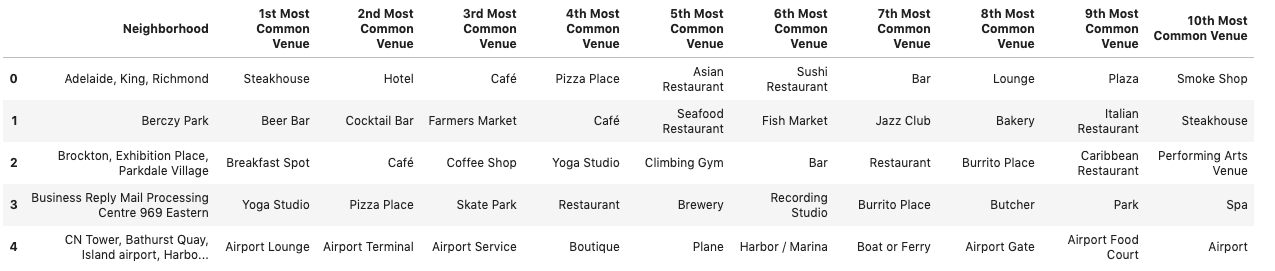 Neighborhood 1st Most Common Venue 2nd Most Common Venue 3rd Most Common Venue 4th Most Common Venue 5th Most Common Venue 6th Most Common Venue 7th Most Common Venue 8th Most Common Venue 9th Most Common Venue 10th Most Common Venue
0 Adelaide, King, Richmond Steakhouse Hotel Café Pizza Place Asian Restaurant Sushi Restaurant Bar Lounge Plaza Smoke Shop
1 Berczy Park Beer Bar Cocktail Bar Farmers Market Café Seafood Restaurant Fish Market Jazz Club Bakery Italian Restaurant Steakhouse
2 Brockton, Exhibition Place, Parkdale Village Breakfast Spot Café Coffee Shop Yoga Studio Climbing Gym Bar Restaurant Burrito Place Caribbean Restaurant Performing Arts Venue
3 Business Reply Mail Processing Centre 969 Eastern Yoga Studio Pizza Place Skate Park Restaurant Brewery Recording Studio Burrito Place Butcher Park Spa
4 CN Tower, Bathurst Quay, Island airport, Harbo... Airport Lounge Airport Terminal Airport Service Boutique Plane Harbor / Marina Boat or Ferry Airport Gate Airport Food Court Airport